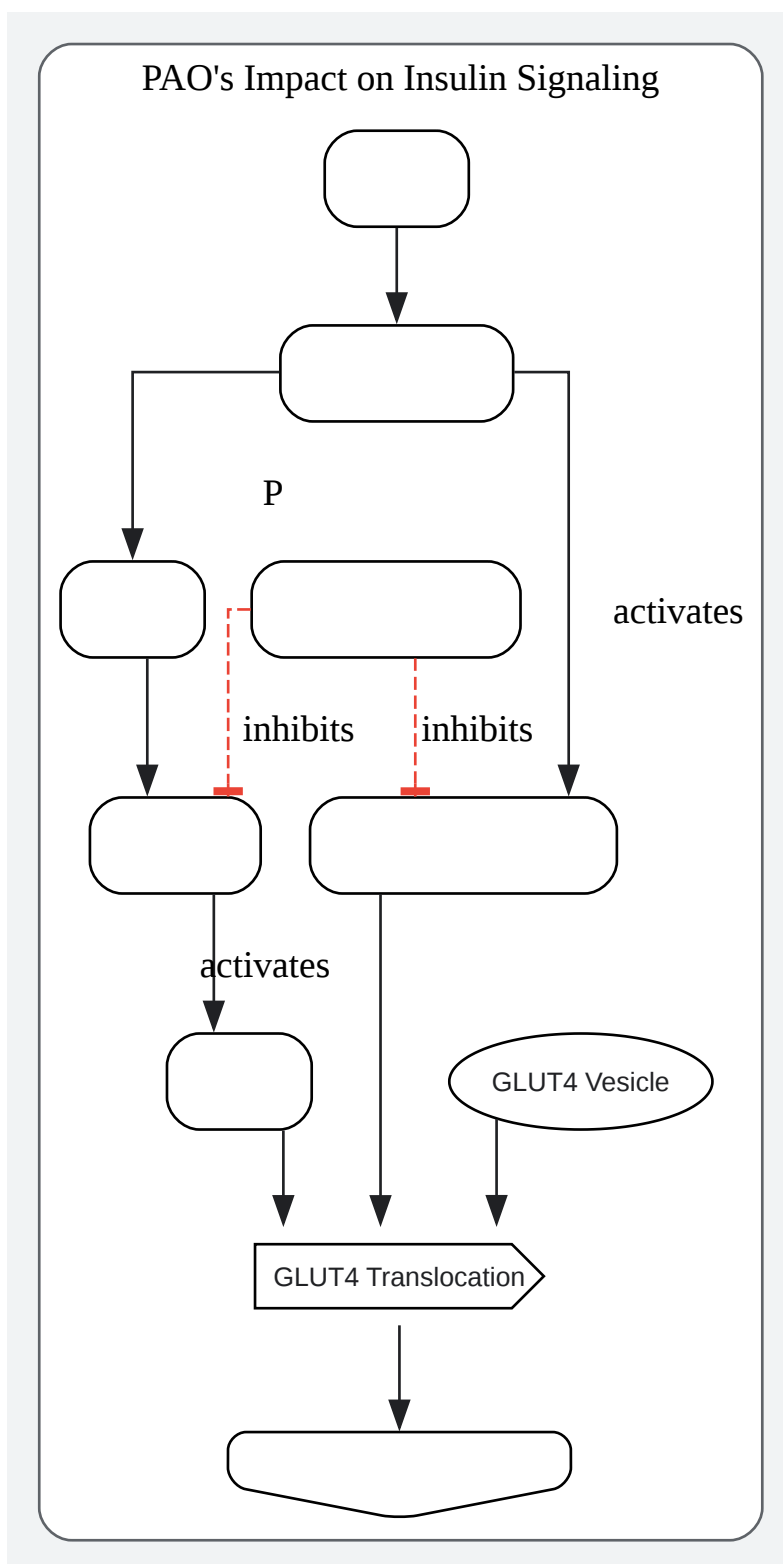 PAO's Impact on Insulin Signaling
P
activates
inhibits
inhibits
activates
GLUT4 Vesicle
GLUT4 Translocation